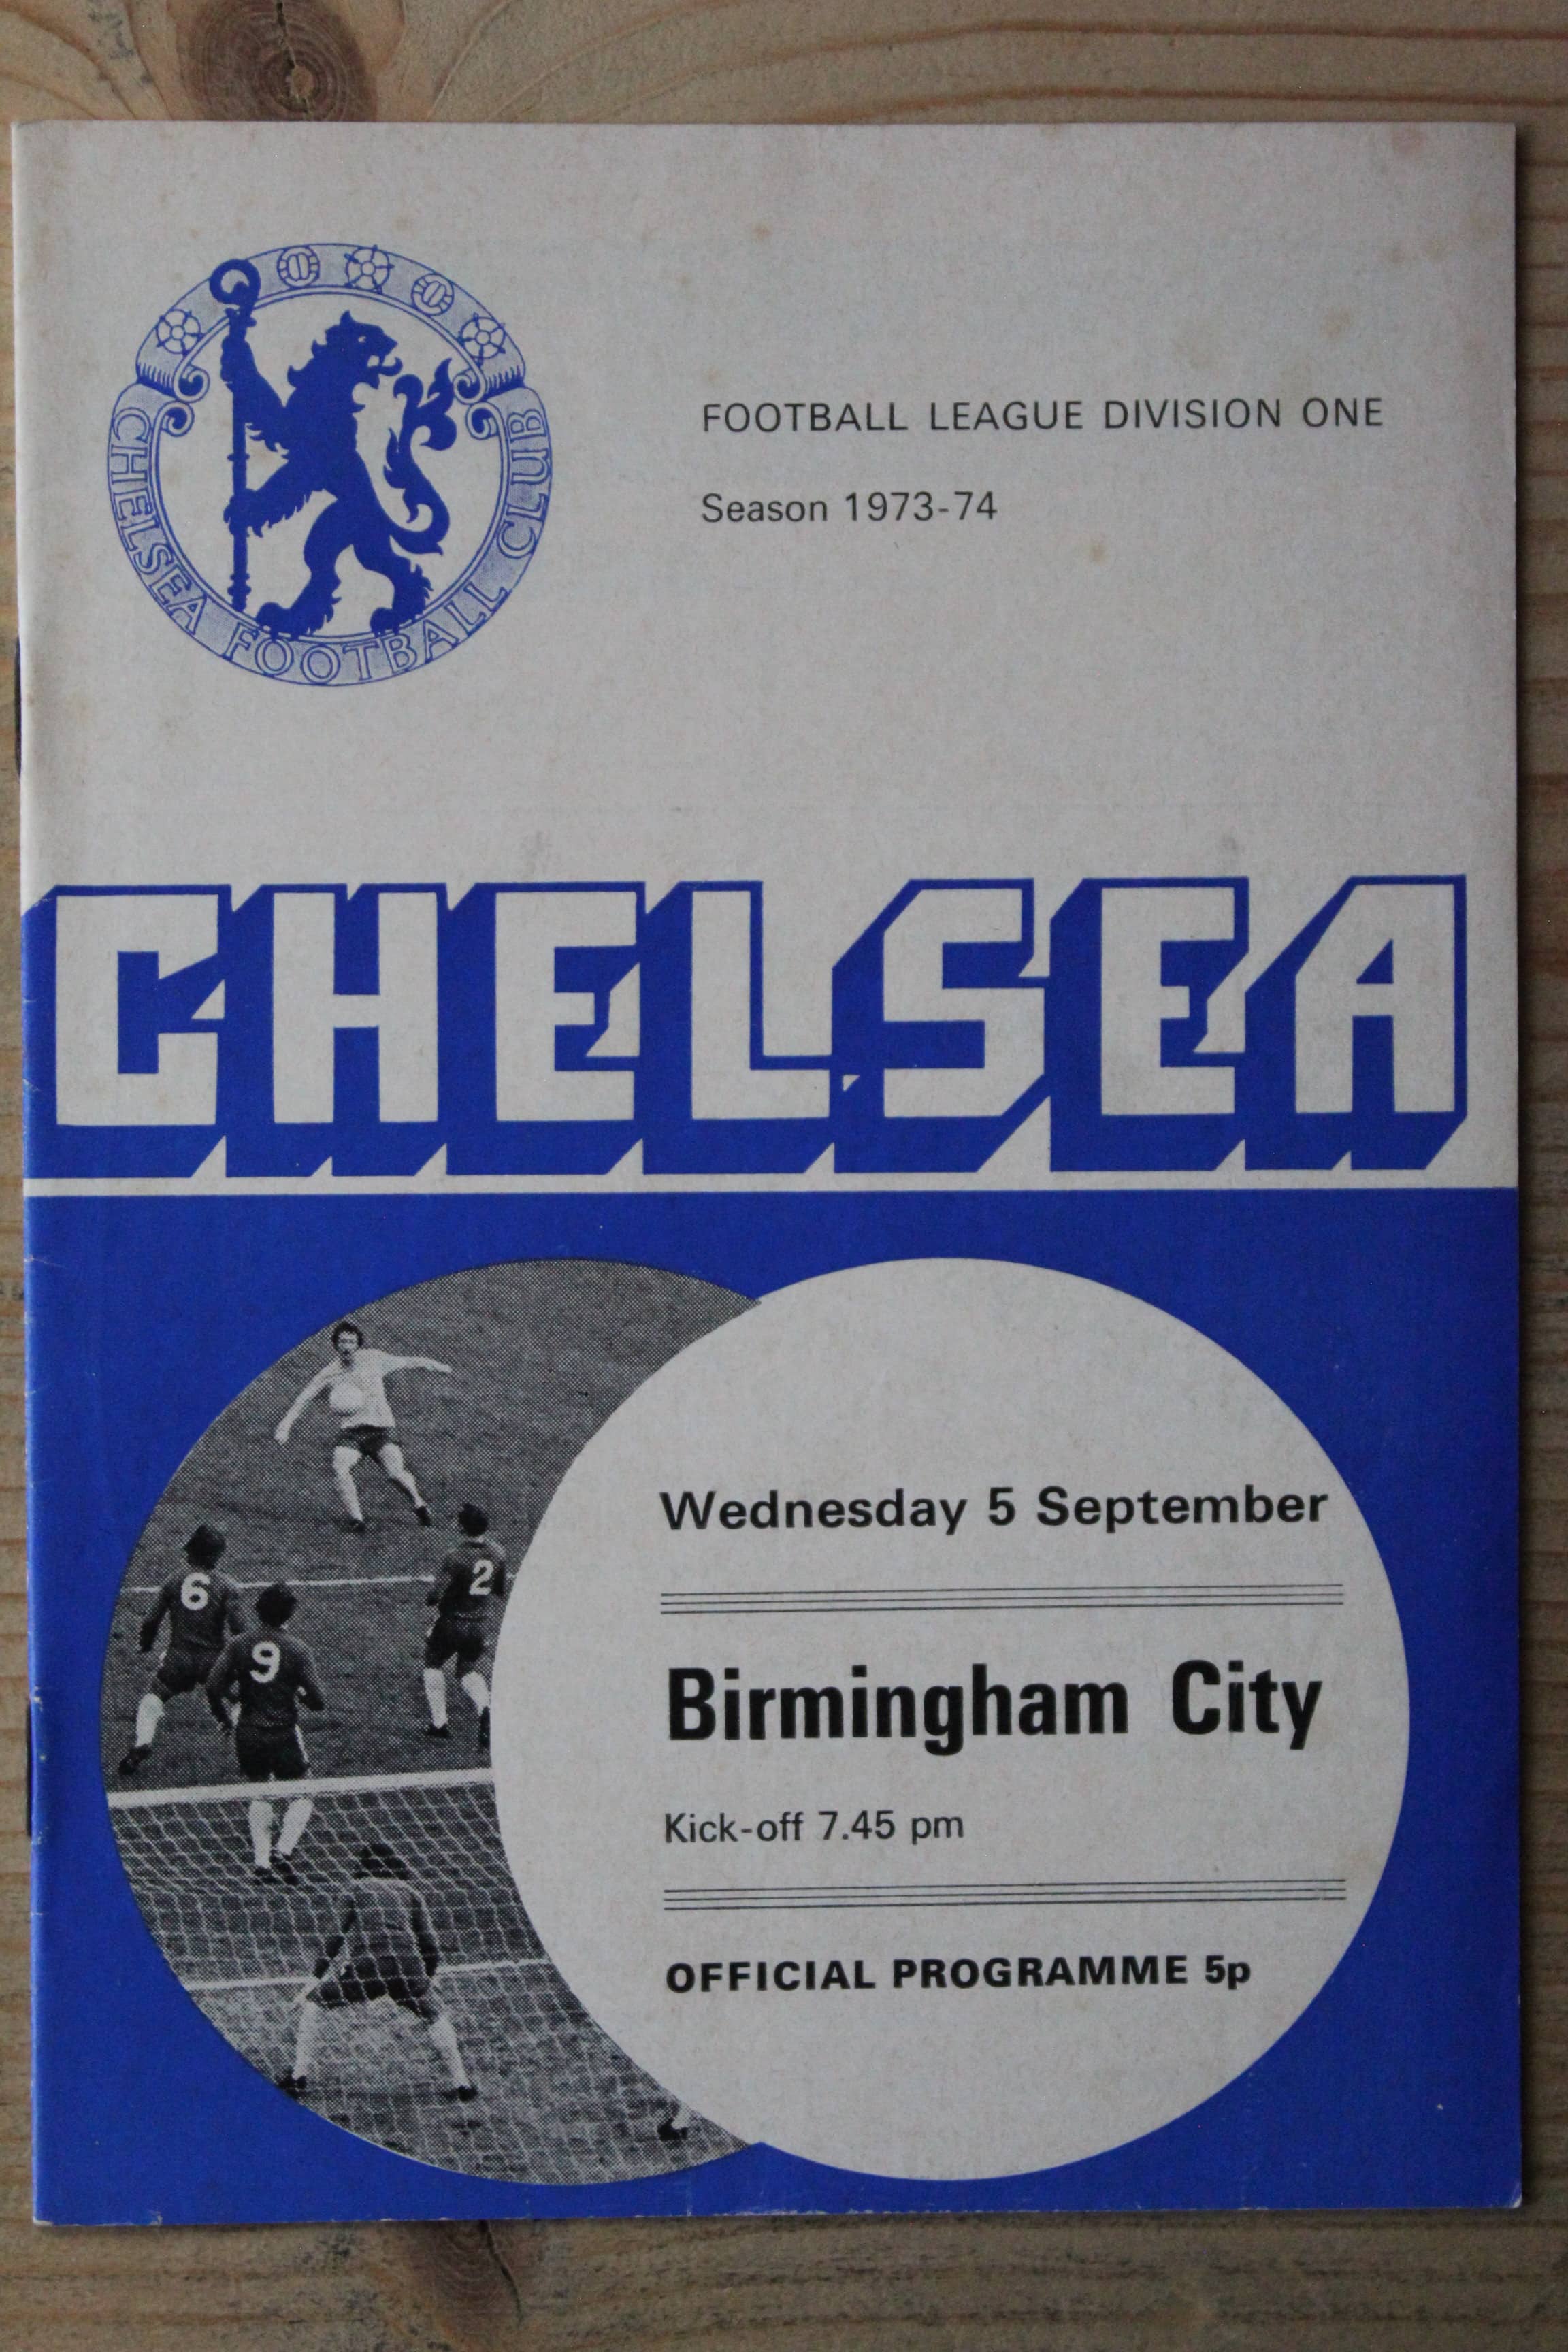 CHELSEA FOOTBALL CLUB
FOOTBALL LEAGUE DIVISION ONE
Season 1973-74
CHELSEA
Wednesday 5 September
Birmingham City
Kick-off 7.45 pm
OFFICIAL PROGRAMME 5p
6
2
9